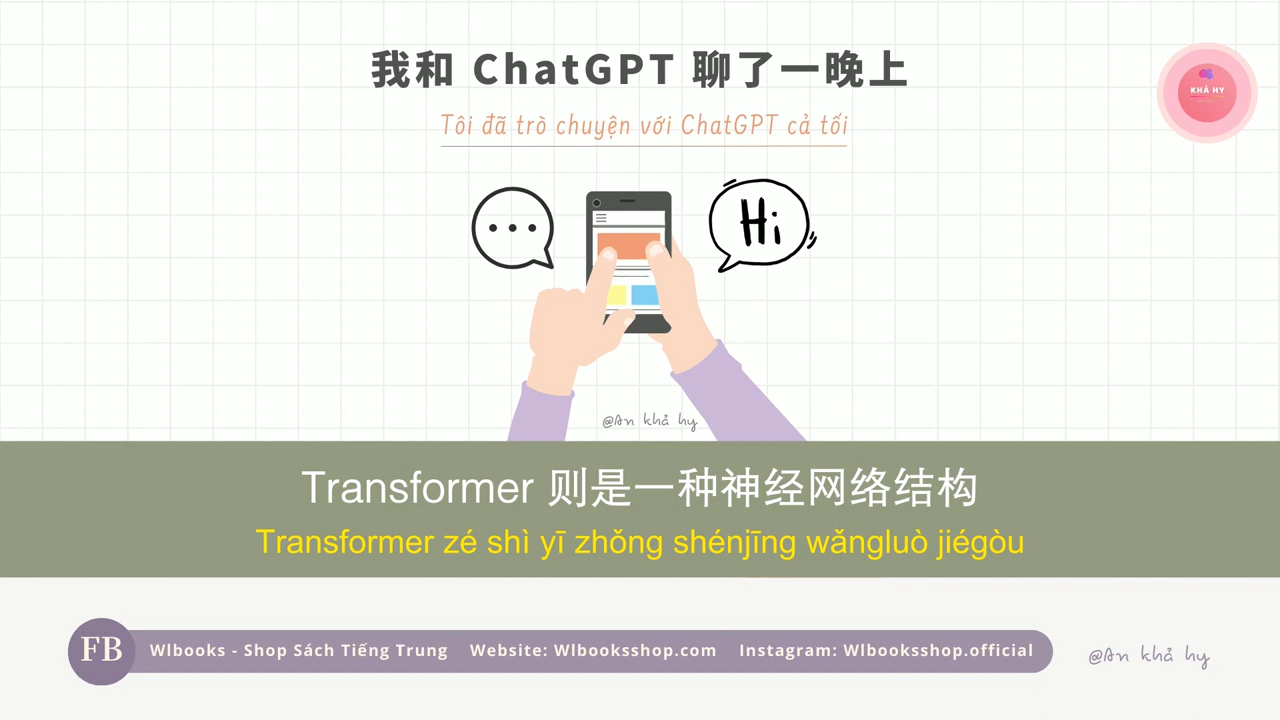 我和 ChatGPT 聊了一晚上
Tôi đã trò chuyện với ChatGPT cả tối
KHẢ HY
Hi
@An khả hy
Transformer 则是一种神经网络结构
Transformer zé shì yī zhǒng shénjīng wǎngluò jiégòu
FB Wlbooks - Shop Sách Tiếng Trung Website: Wlbooksshop.com Instagram: Wlbooksshop.official
@An khả hy